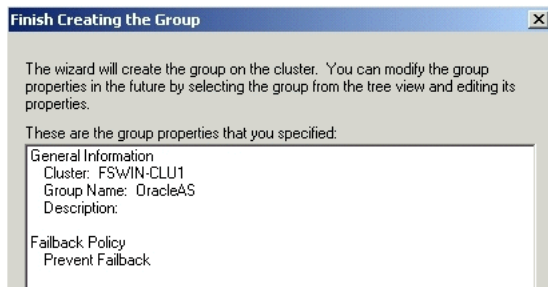 Finish Creating the Group
The wizard will create the group on the cluster. You can modify the group
properties in the future by selecting the group from the tree view and editing its
properties.
These are the group properties that you specified:
General Information
Cluster: FSWIN-CLU1
Group Name: OracleAS
Description:
Failback Policy
Prevent Failback